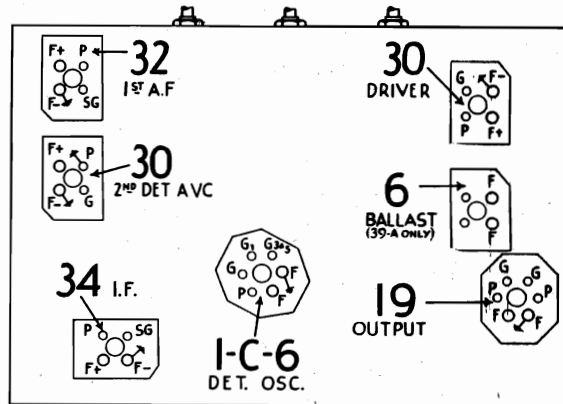 F+ P
F- SG
32
1ST A.F
F+ P
F- G
30
2ND DET AVC
34 I.F.
P SG
F+ F-
G1 G3&5
G F
P F
1-C-6
DET. OSC.
30
DRIVER
G F-
P F+
6
BALLAST
(39-A ONLY)
F
F
19
OUTPUT
G G
P P
F F